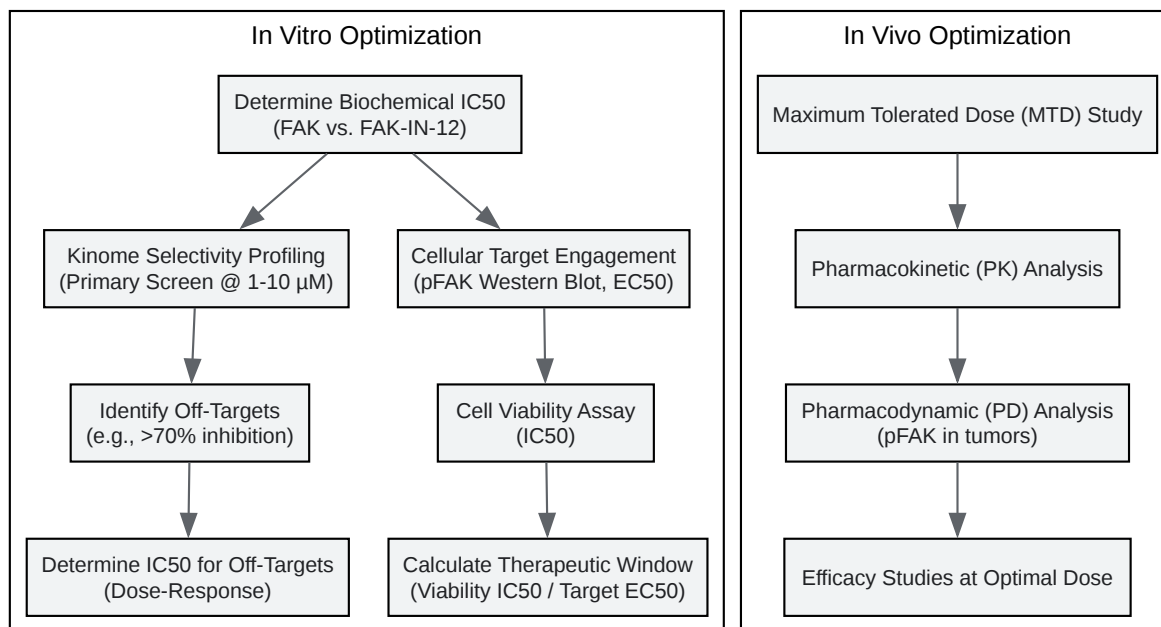 In Vitro Optimization
Determine Biochemical IC50
(FAK vs. FAK-IN-12)
Kinome Selectivity Profiling
(Primary Screen @ 1-10 µM)
Cellular Target Engagement
(pFAK Western Blot, EC50)
Identify Off-Targets
(e.g., >70% inhibition)
Cell Viability Assay
(IC50)
Determine IC50 for Off-Targets
(Dose-Response)
Calculate Therapeutic Window
(Viability IC50 / Target EC50)
In Vivo Optimization
Maximum Tolerated Dose (MTD) Study
Pharmacokinetic (PK) Analysis
Pharmacodynamic (PD) Analysis
(pFAK in tumors)
Efficacy Studies at Optimal Dose